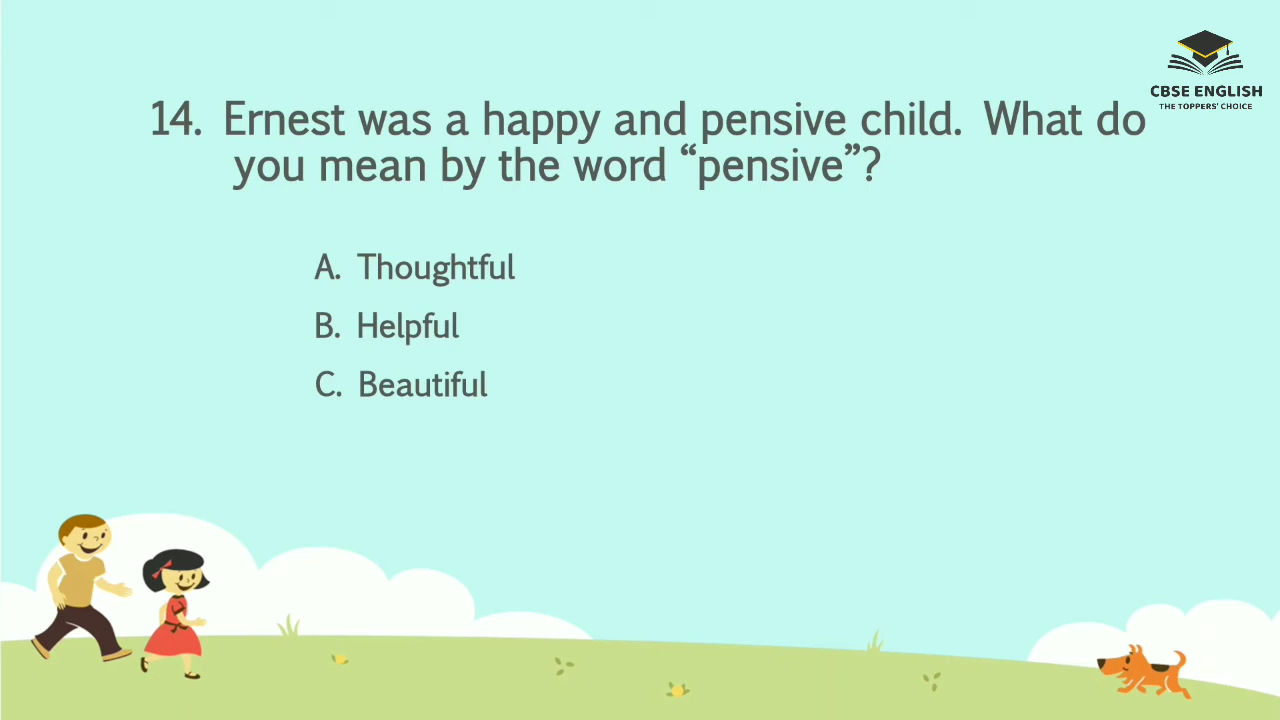 CBSE ENGLISH
THE TOPPERS' CHOICE
14. Ernest was a happy and pensive child. What do
you mean by the word “pensive”?
A. Thoughtful
B. Helpful
C. Beautiful